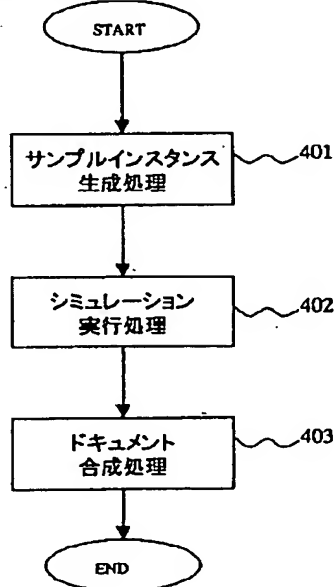 START
サンプルインスタンス
生成処理
401
シミュレーション
実行処理
402
ドキュメント
合成処理
403
END